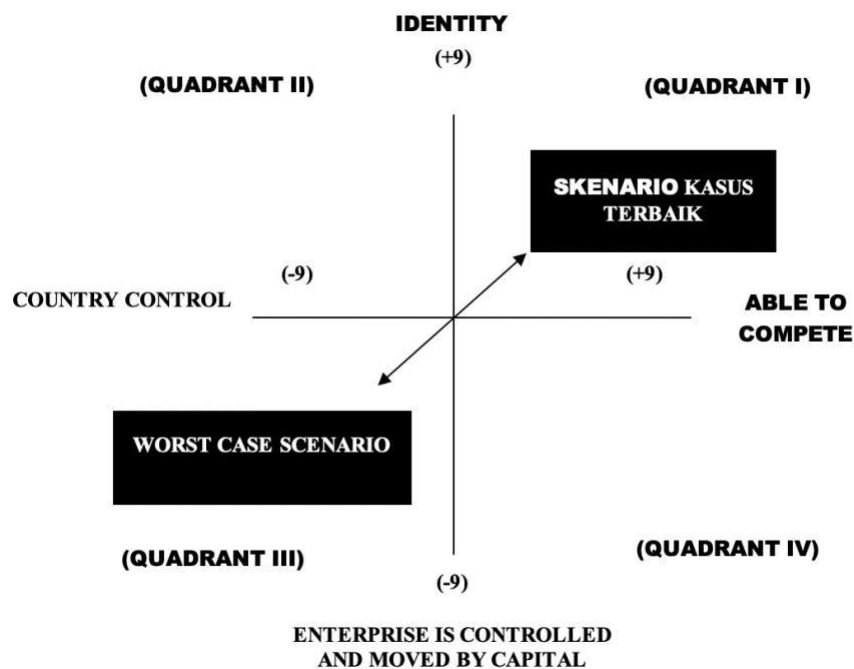 IDENTITY
(+9)
(QUADRANT II)
(QUADRANT I)
SKENARIO KASUS
TERBAIK
(-9)
(+9)
COUNTRY CONTROL
ABLE TO
COMPETE
WORST CASE SCENARIO
(QUADRANT III)
(QUADRANT IV)
(-9)
ENTERPRISE IS CONTROLLED
AND MOVED BY CAPITAL